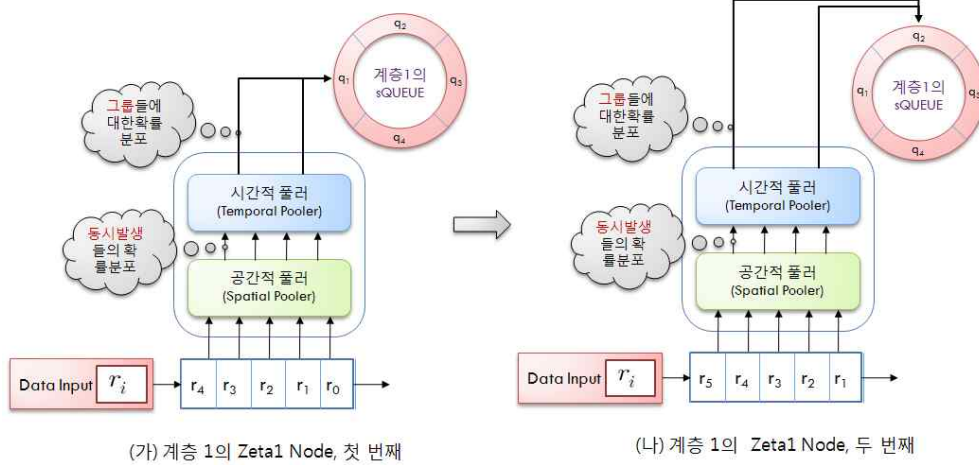 q₂
q₁
계층1의
sQUEUE
q₃
q₄
그룹들에
대한확률
분포
시간적 풀러
(Temporal Pooler)
동시발생
들의 확
률분포
공간적 풀러
(Spatial Pooler)
Data Input rᵢ
r₄ r₃ r₂ r₁ r₀
(가) 계층 1의 Zeta1 Node, 첫 번째
q₂
q₁
계층1의
sQUEUE
q₃
q₄
그룹들에
대한확률
분포
시간적 풀러
(Temporal Pooler)
동시발생
들의 확
률분포
공간적 풀러
(Spatial Pooler)
Data Input rᵢ
r₅ r₄ r₃ r₂ r₁
(나) 계층 1의 Zeta1 Node, 두 번째